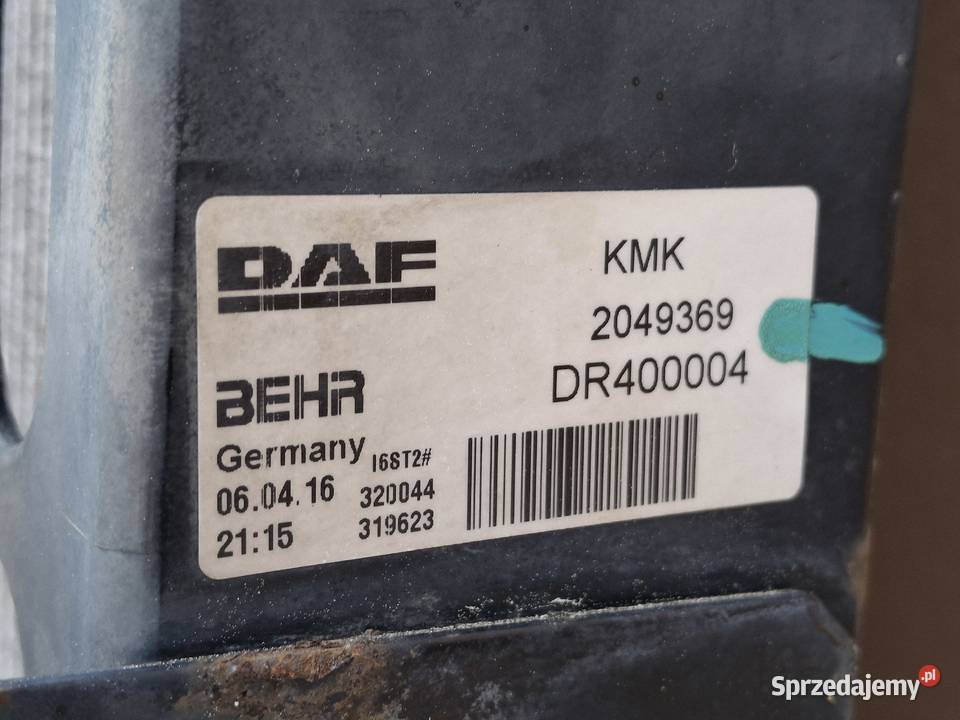 DAF
KMK
2049369
DR400004
BEHR
Germany I6ST2#
06.04.16 320044
21:15 319623
Sprzedajemy.pl